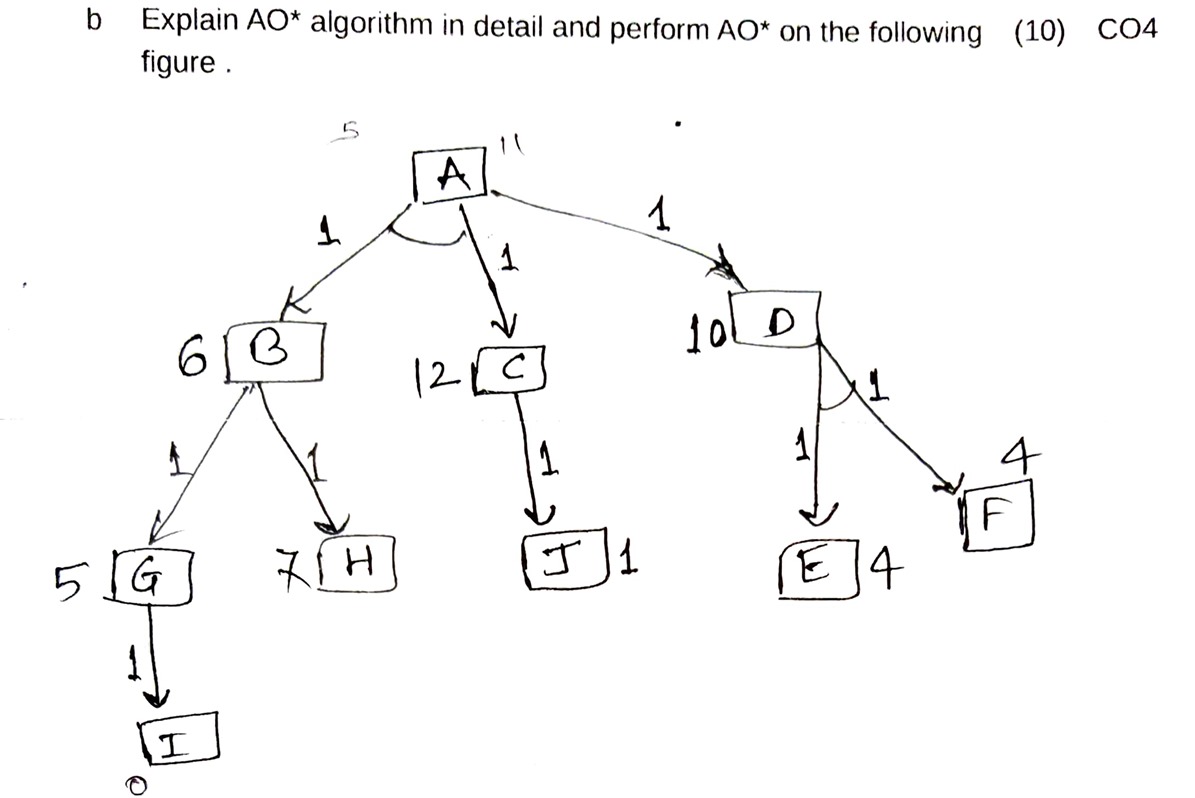 b Explain AO* algorithm in detail and perform AO* on the following (10) CO4
figure .
5
A 11
1 1 1
6 B 12 C 10 D
1 1 1 1 1
4
5 G 7 H J 1 E 4 F
1
I
0